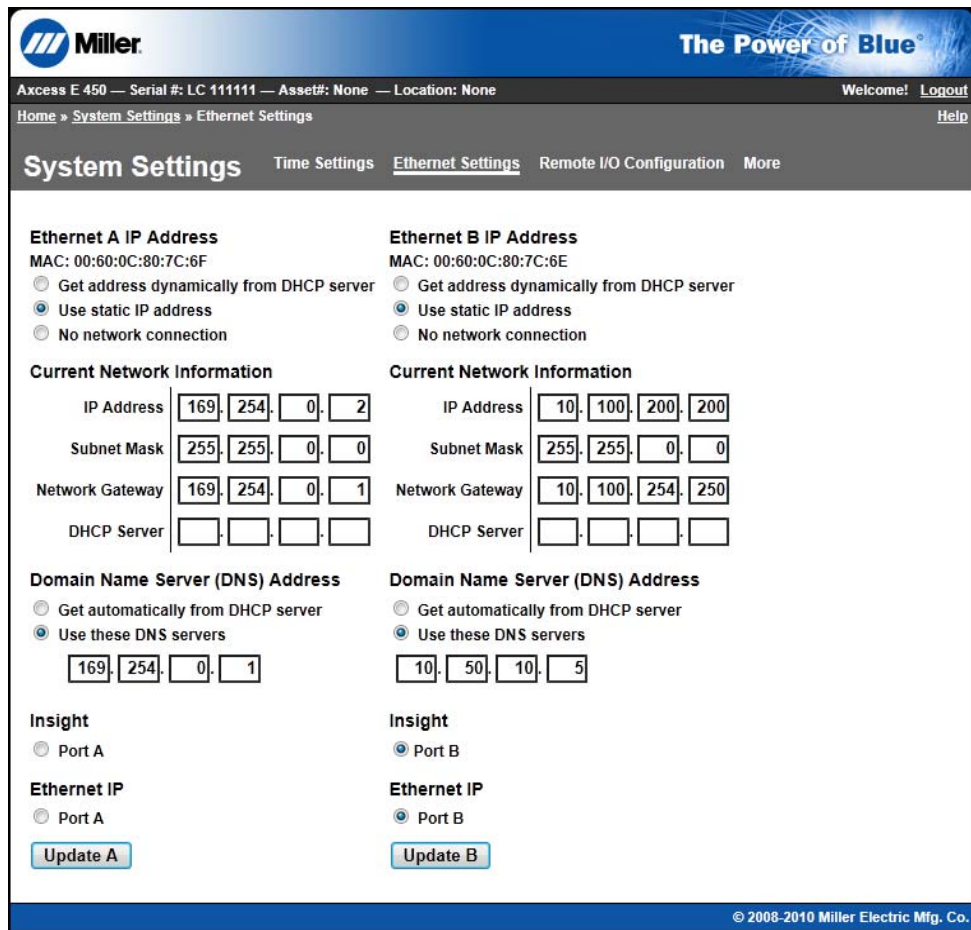 Miller.
The Power of Blue®
Axcess E 450 — Serial #: LC 111111 — Asset#: None — Location: None
Welcome! Logout
Home » System Settings » Ethernet Settings
Help
System Settings
Time Settings Ethernet Settings Remote I/O Configuration More
Ethernet A IP Address
MAC: 00:60:0C:80:7C:6F
Get address dynamically from DHCP server
Use static IP address
No network connection
Current Network Information
IP Address 169. 254. 0. 2
Subnet Mask 255. 255. 0. 0
Network Gateway 169. 254. 0. 1
DHCP Server . . .
Domain Name Server (DNS) Address
Get automatically from DHCP server
Use these DNS servers
169. 254. 0. 1
Insight
Port A
Ethernet IP
Port A
Update A
Ethernet B IP Address
MAC: 00:60:0C:80:7C:6E
Get address dynamically from DHCP server
Use static IP address
No network connection
Current Network Information
IP Address 10. 100. 200. 200
Subnet Mask 255. 255. 0. 0
Network Gateway 10. 100. 254. 250
DHCP Server . . .
Domain Name Server (DNS) Address
Get automatically from DHCP server
Use these DNS servers
10. 50. 10. 5
Insight
Port B
Ethernet IP
Port B
Update B
© 2008-2010 Miller Electric Mfg. Co.